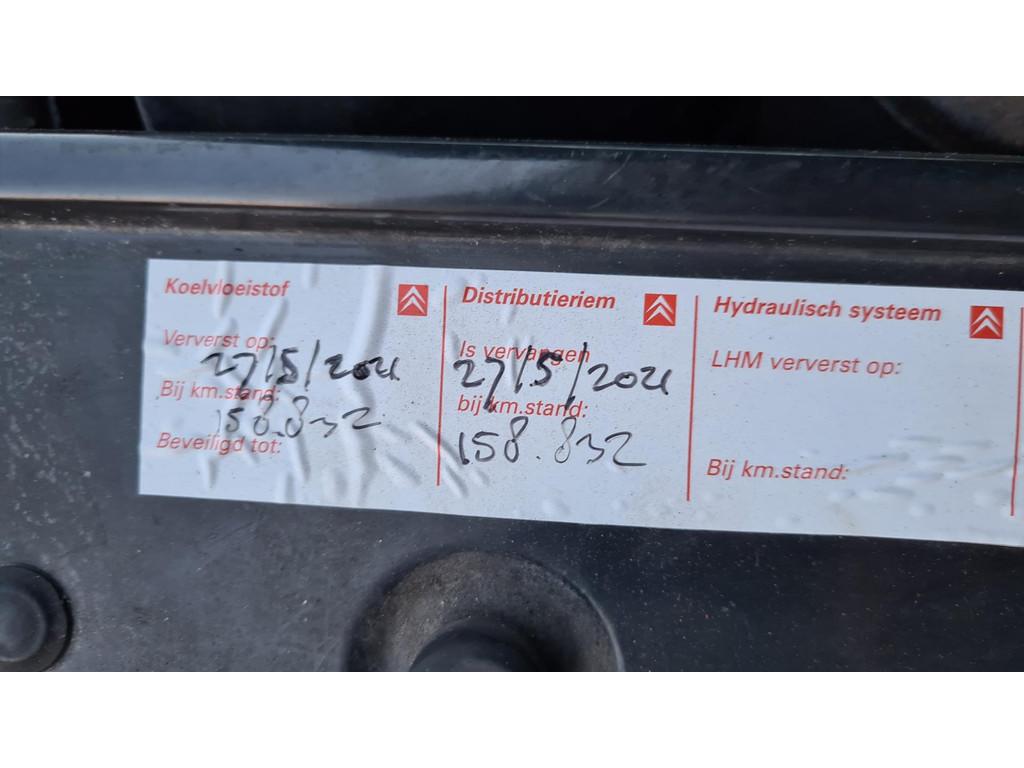 Koelvloeistof
Ververst op:
27/5/2021
Bij km.stand:
158.832
Beveiligd tot:
Distributieriem
Is vervangen
27/5/2021
bij km.stand:
158.832
Hydraulisch systeem
LHM ververst op:
Bij km.stand: